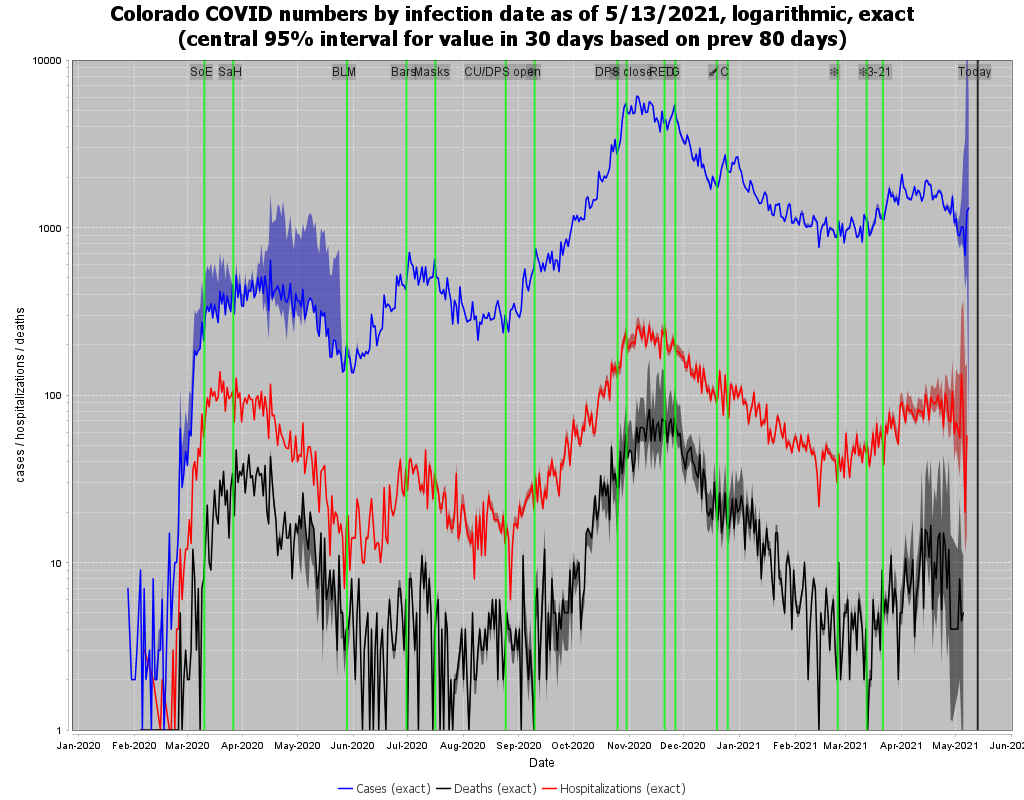 Colorado COVID numbers by infection date as of 5/13/2021, logarithmic, exact
(central 95% interval for value in 30 days based on prev 80 days)
10000
SoE SaH BLM Bars Masks CU/DPS open DPS close RED C 3-21 Today
1000
100
10
1
cases / hospitalizations / deaths
Jan-2020 Feb-2020 Mar-2020 Apr-2020 May-2020 Jun-2020 Jul-2020 Aug-2020 Sep-2020 Oct-2020 Nov-2020 Dec-2020 Jan-2021 Feb-2021 Mar-2021 Apr-2021 May-2021 Jun-202
Date
Cases (exact) Deaths (exact) Hospitalizations (exact)